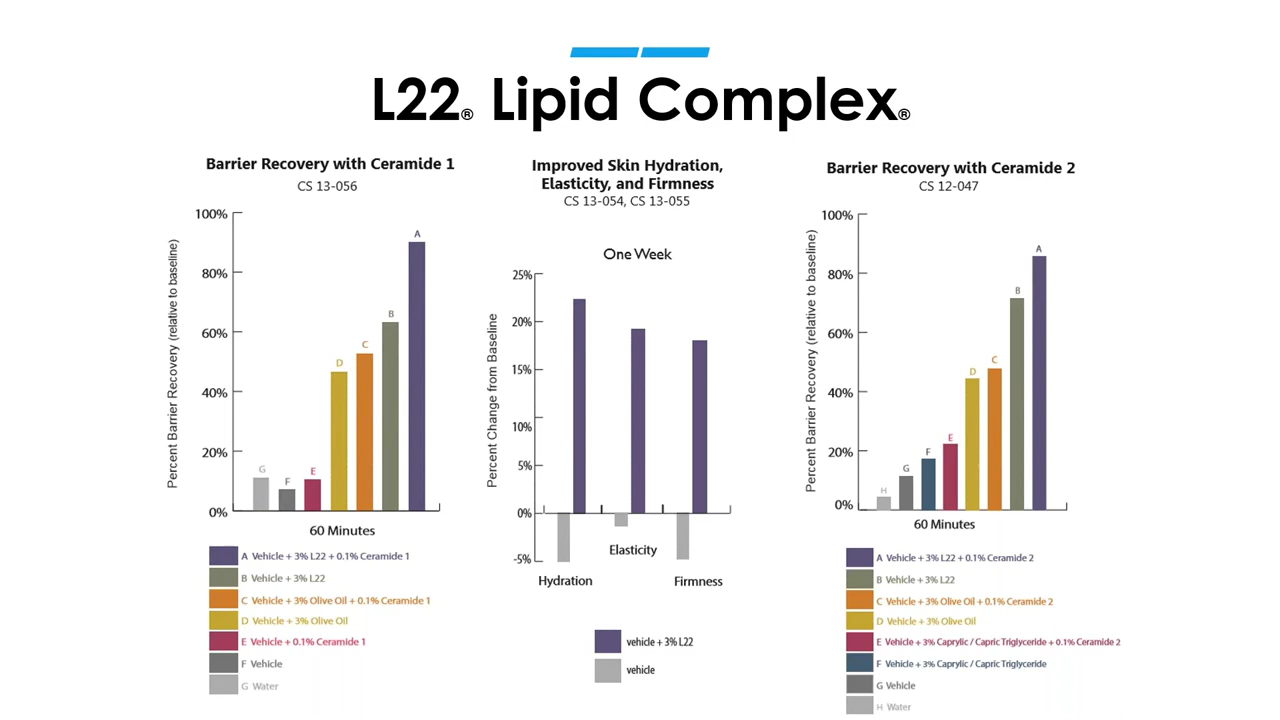 L22® Lipid Complex®
Barrier Recovery with Ceramide 1
CS 13-056
Percent Barrier Recovery (relative to baseline)
100%
80%
60%
40%
20%
0%
G
F
E
D
C
B
A
60 Minutes
A Vehicle + 3% L22 + 0.1% Ceramide 1
B Vehicle + 3% L22
C Vehicle + 3% Olive Oil + 0.1% Ceramide 1
D Vehicle + 3% Olive Oil
E Vehicle + 0.1% Ceramide 1
F Vehicle
G Water
Improved Skin Hydration,
Elasticity, and Firmness
CS 13-054, CS 13-055
One Week
Percent Change from Baseline
25%
20%
15%
10%
5%
0%
-5%
Hydration
Elasticity
Firmness
vehicle + 3% L22
vehicle
Barrier Recovery with Ceramide 2
CS 12-047
Percent Barrier Recovery (relative to baseline)
100%
80%
60%
40%
20%
0%
H
G
F
E
D
C
B
A
60 Minutes
A Vehicle + 3% L22 + 0.1% Ceramide 2
B Vehicle + 3% L22
C Vehicle + 3% Olive Oil + 0.1% Ceramide 2
D Vehicle + 3% Olive Oil
E Vehicle + 3% Caprylic / Capric Triglyceride + 0.1% Ceramide 2
F Vehicle + 3% Caprylic / Capric Triglyceride
G Vehicle
H Water